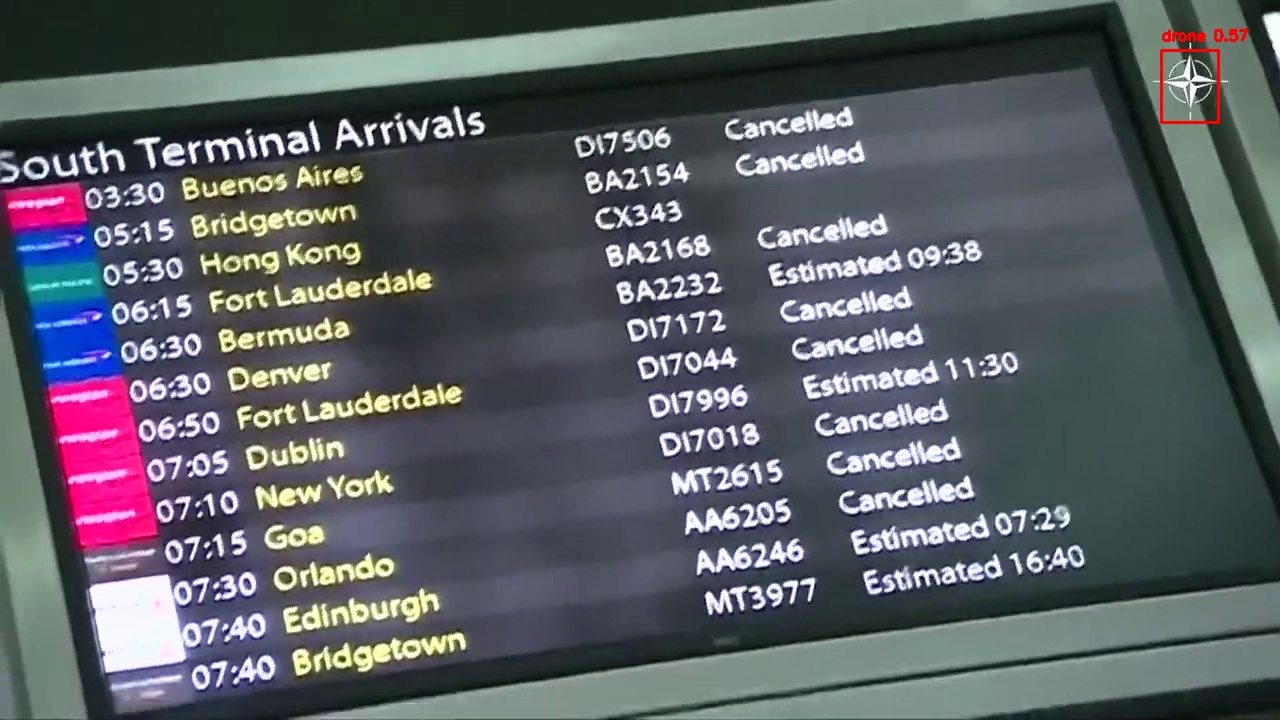 drone 0.57
South Terminal Arrivals
03:30 Buenos Aires DI7506 Cancelled
05:15 Bridgetown BA2154 Cancelled
05:30 Hong Kong CX343
06:15 Fort Lauderdale BA2168 Cancelled
06:30 Bermuda BA2232 Estimated 09:38
06:30 Denver DI7172 Cancelled
06:50 Fort Lauderdale DI7044 Cancelled
07:05 Dublin DI7996 Estimated 11:30
07:10 New York DI7018 Cancelled
07:15 Goa MT2615 Cancelled
07:30 Orlando AA6205 Cancelled
07:40 Edinburgh AA6246 Estimated 07:29
07:40 Bridgetown MT3977 Estimated 16:40